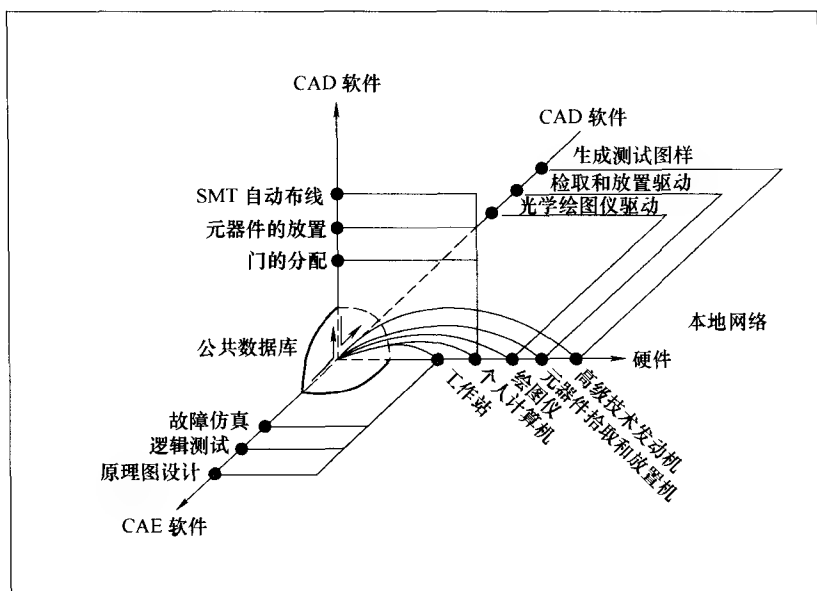 CAD 软件
CAD 软件
生成测试图样
检取和放置驱动
光学绘图仪驱动
SMT 自动布线
元器件的放置
门的分配
本地网络
公共数据库
硬件
工作站
个人计算机
绘图仪
元器件拾取和放置机
高级技术发动机
故障仿真
逻辑测试
原理图设计
CAE 软件